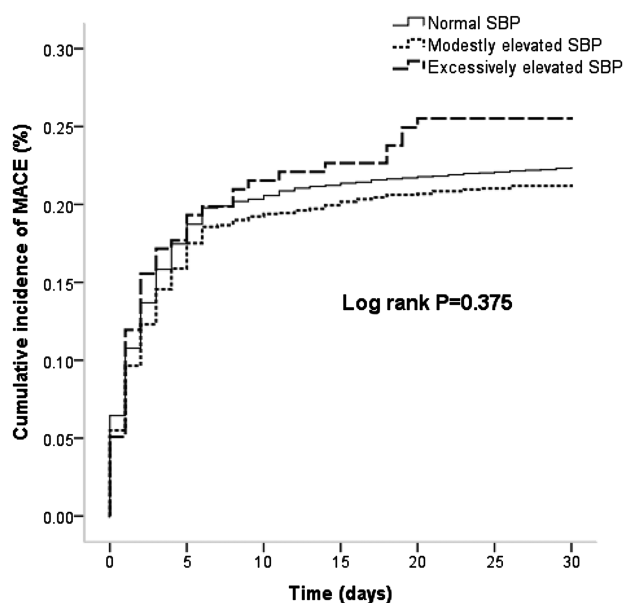 Normal SBP
Modestly elevated SBP
Excessively elevated SBP
Cumulative incidence of MACE (%)
0.30
0.25
0.20
0.15
0.10
0.05
0.00
Log rank P=0.375
0 5 10 15 20 25 30
Time (days)